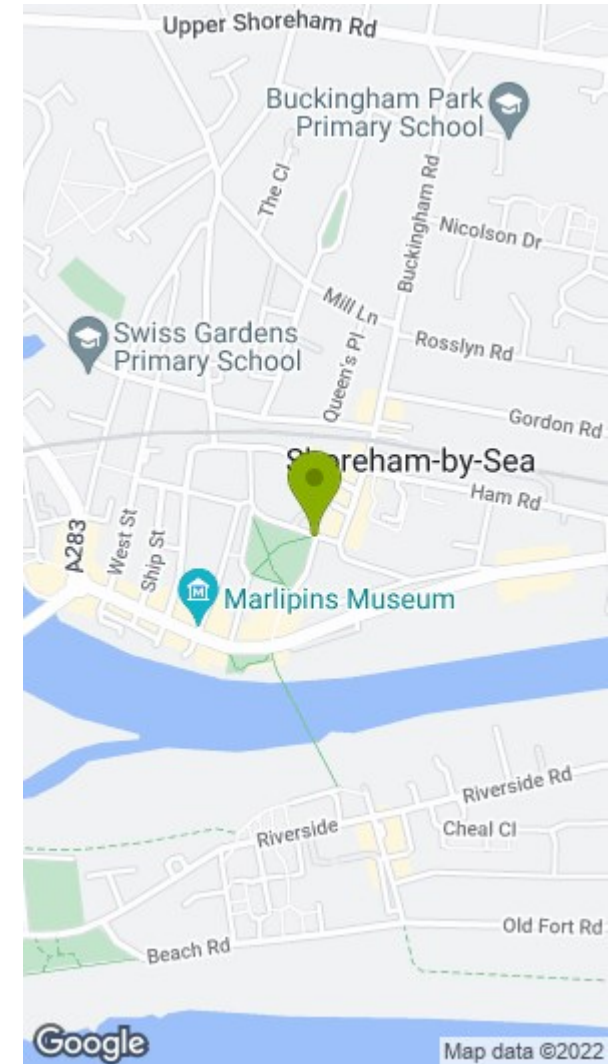 Upper Shoreham Rd
Buckingham Park
Primary School
The Cl
Buckingham Rd
Nicolson Dr
Mill Ln
Swiss Gardens
Primary School
Rosslyn Rd
Queen's Pl
Gordon Rd
Shoreham-by-Sea
Ham Rd
A283
West St
Ship St
M
Marlipins Museum
Riverside Rd
Riverside
Cheal Cl
Old Fort Rd
Beach Rd
Google
Map data ©2022